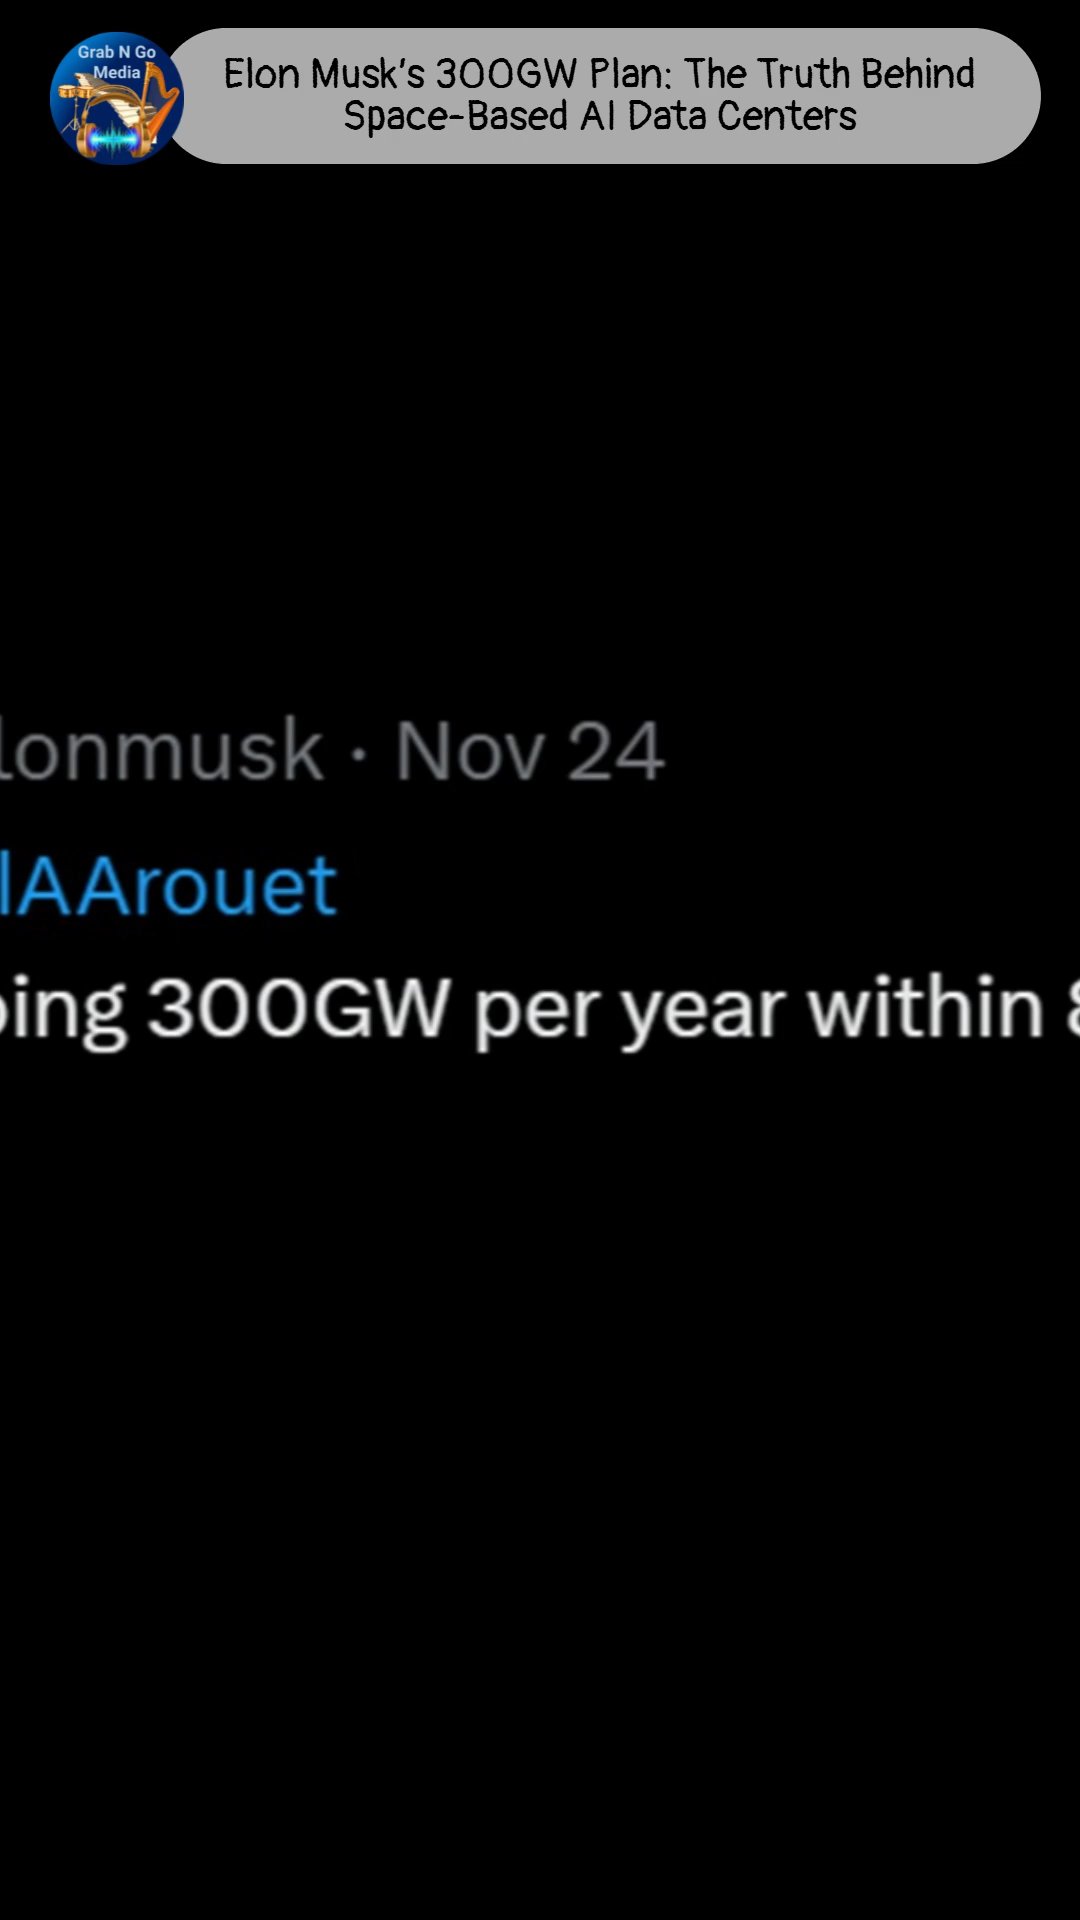 Grab N Go
Media
Elon Musk's 300GW Plan: The Truth Behind
Space-Based AI Data Centers
lonmusk · Nov 24
lAArouet
oing 300GW per year within